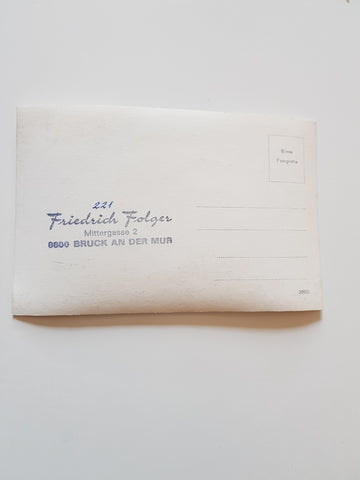 221
Friedrich Folger
Mittergasse 2
8600 BRUCK AN DER MUR
Echte
Fotografie